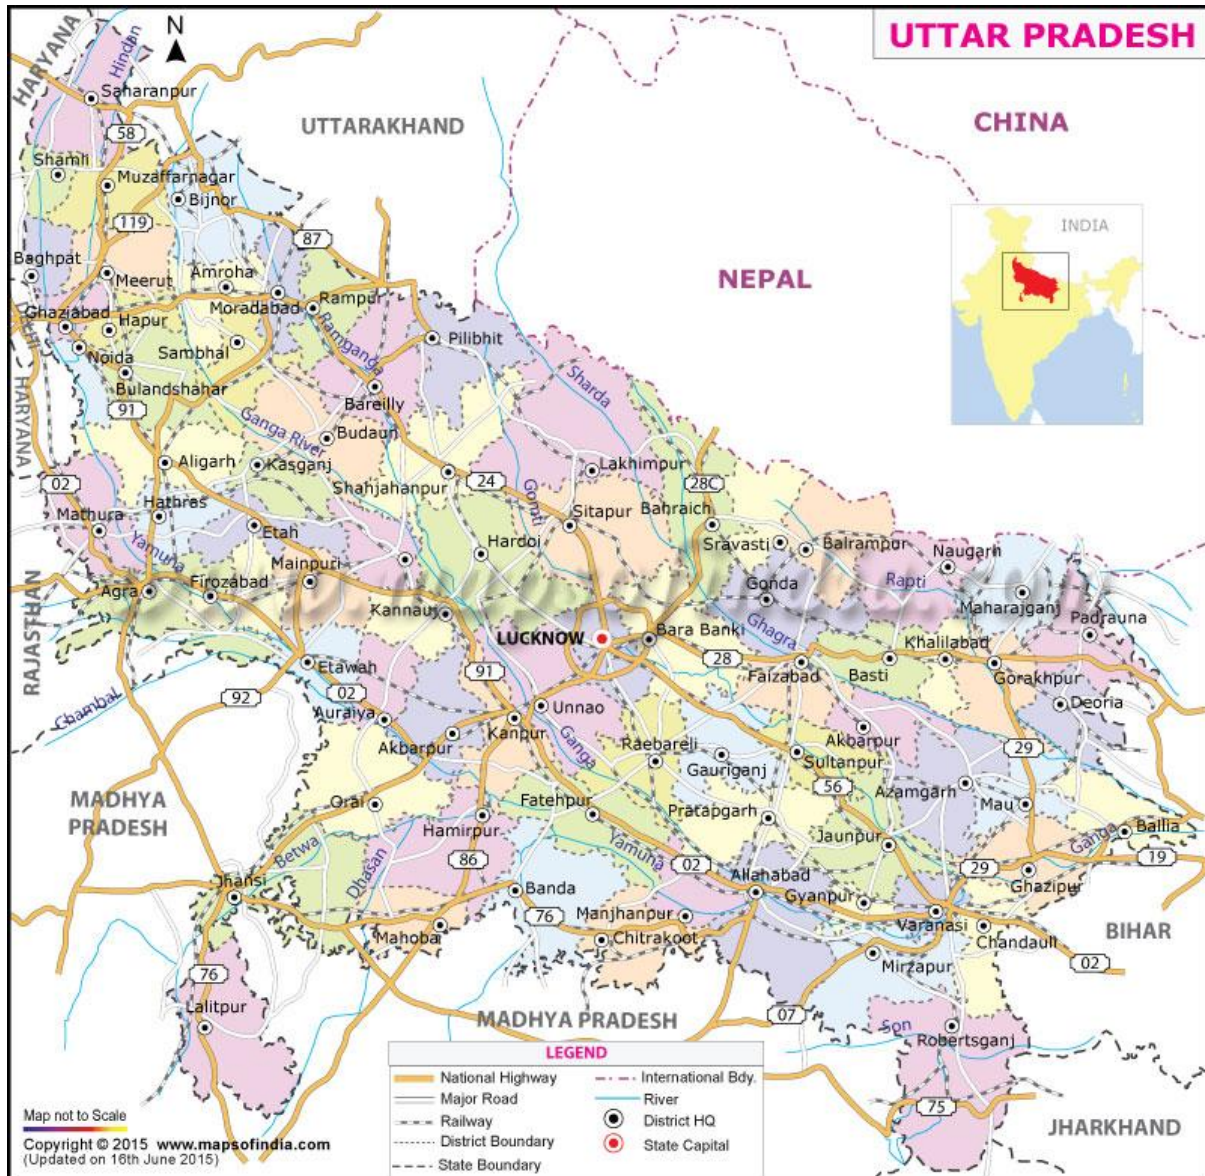 UTTAR PRADESH
N
HARYANA
Hindan
Saharanpur
UTTARAKHAND
CHINA
58
Shamli
Muzaffarnagar
Bijnor
119
87
INDIA
Baghpat
Meerut
Amroha
NEPAL
Delhi
Ghaziabad
Hapur
Moradabad
Rampur
Ramganga
Noida
Sambhal
Pilibhit
Bulandshahar
Sharda
HARYANA
91
Bareilly
Ganga River
Budaun
Aligarh
Kasganj
Lakhimpur
02
Shahjahanpur
24
28C
Hathras
Gomti
Mathura
Etah
Sitapur
Bahraich
Yamuna
Hardoi
Sravasti
Balrampur
Naugarh
Mainpuri
RAJASTHAN
Agra
Firozabad
Gonda
Rapti
Maharajganj
Kannauj
Padrauna
LUCKNOW
Bara Banki
Ghagra
Khalilabad
Etawah
91
28
Faizabad
Basti
Gorakhpur
Chambal
92
02
Auraiya
Unnao
Deoria
Akbarpur
Kanpur
Ganga
Raebareli
Akbarpur
29
Gauriganj
Sultanpur
MADHYA
PRADESH
Orai
Fatehpur
Pratapgarh
56
Azamgarh
Mau
Hamirpur
Yamuna
Jaunpur
Ganga
Ballia
Betwa
Dhasan
86
02
29
19
Jhansi
Banda
Allahabad
Gyanpur
Ghazipur
76
Manjhanpur
Varanasi
Mahoba
Chitrakoot
Chandauli
BIHAR
76
Mirzapur
02
Lalitpur
MADHYA PRADESH
07
Son
Robertsganj
75
JHARKHAND
LEGEND
National Highway
International Bdy.
Major Road
River
Railway
District HQ
District Boundary
State Capital
State Boundary
Map not to Scale
Copyright © 2015 www.mapsofindia.com
(Updated on 16th June 2015)